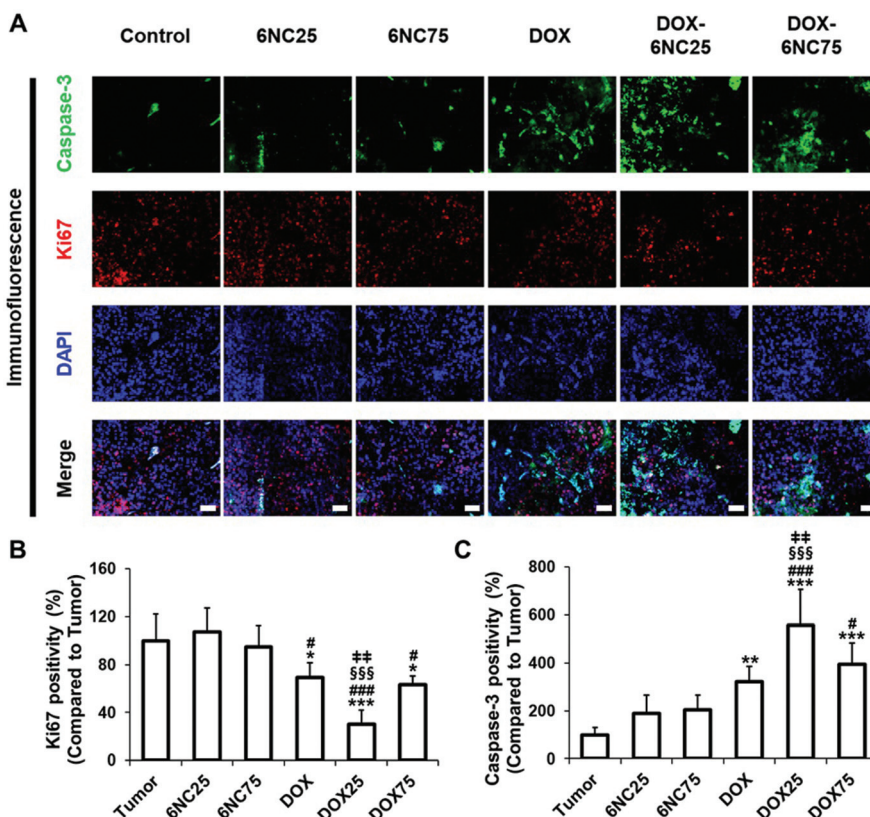 A
Control
6NC25
6NC75
DOX
DOX-
6NC25
DOX-
6NC75
Immunofluorescence
Caspase-3
Ki67
DAPI
Merge
B
Ki67 positivity (%)
(Compared to Tumor)
160
120
80
40
0
#
*
‡‡
§§§
###
***
#
*
Tumor
6NC25
6NC75
DOX
DOX25
DOX75
C
Caspase-3 positivity (%)
(Compared to Tumor)
800
600
400
200
0
**
‡‡
§§§
###
***
#
***
Tumor
6NC25
6NC75
DOX
DOX25
DOX75